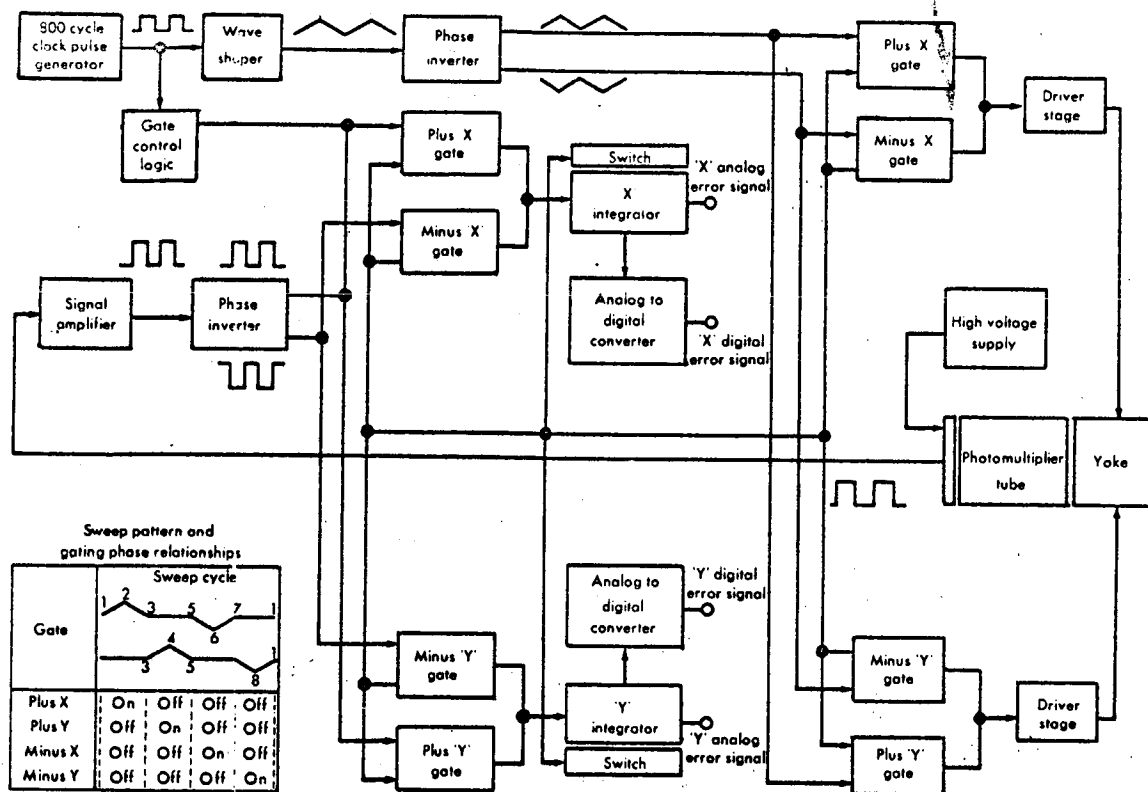 800 cycle
clock pulse
generator
Wave
shaper
Phase
inverter
Plus X
gate
Driver
stage
Gate
control
logic
Plus X
gate
Minus X
gate
Switch
X
integrator
'X' analog
error signal
Minus 'X'
gate
Signal
amplifier
Phase
inverter
Analog to
digital
converter
'X' digital
error signal
High voltage
supply
Photomultiplier
tube
Yoke
Sweep pattern and
gating phase relationships
Gate
Sweep cycle
1 2 3 5 6 7 1
3 4 5 8 1
Plus X On Off Off Off
Plus Y Off On Off Off
Minus X Off Off On Off
Minus Y Off Off Off On
Analog to
digital
converter
'Y' digital
error signal
Minus 'Y'
gate
Plus 'Y'
gate
'Y'
integrator
'Y' analog
error signal
Switch
Minus 'Y'
gate
Plus 'Y'
gate
Driver
stage